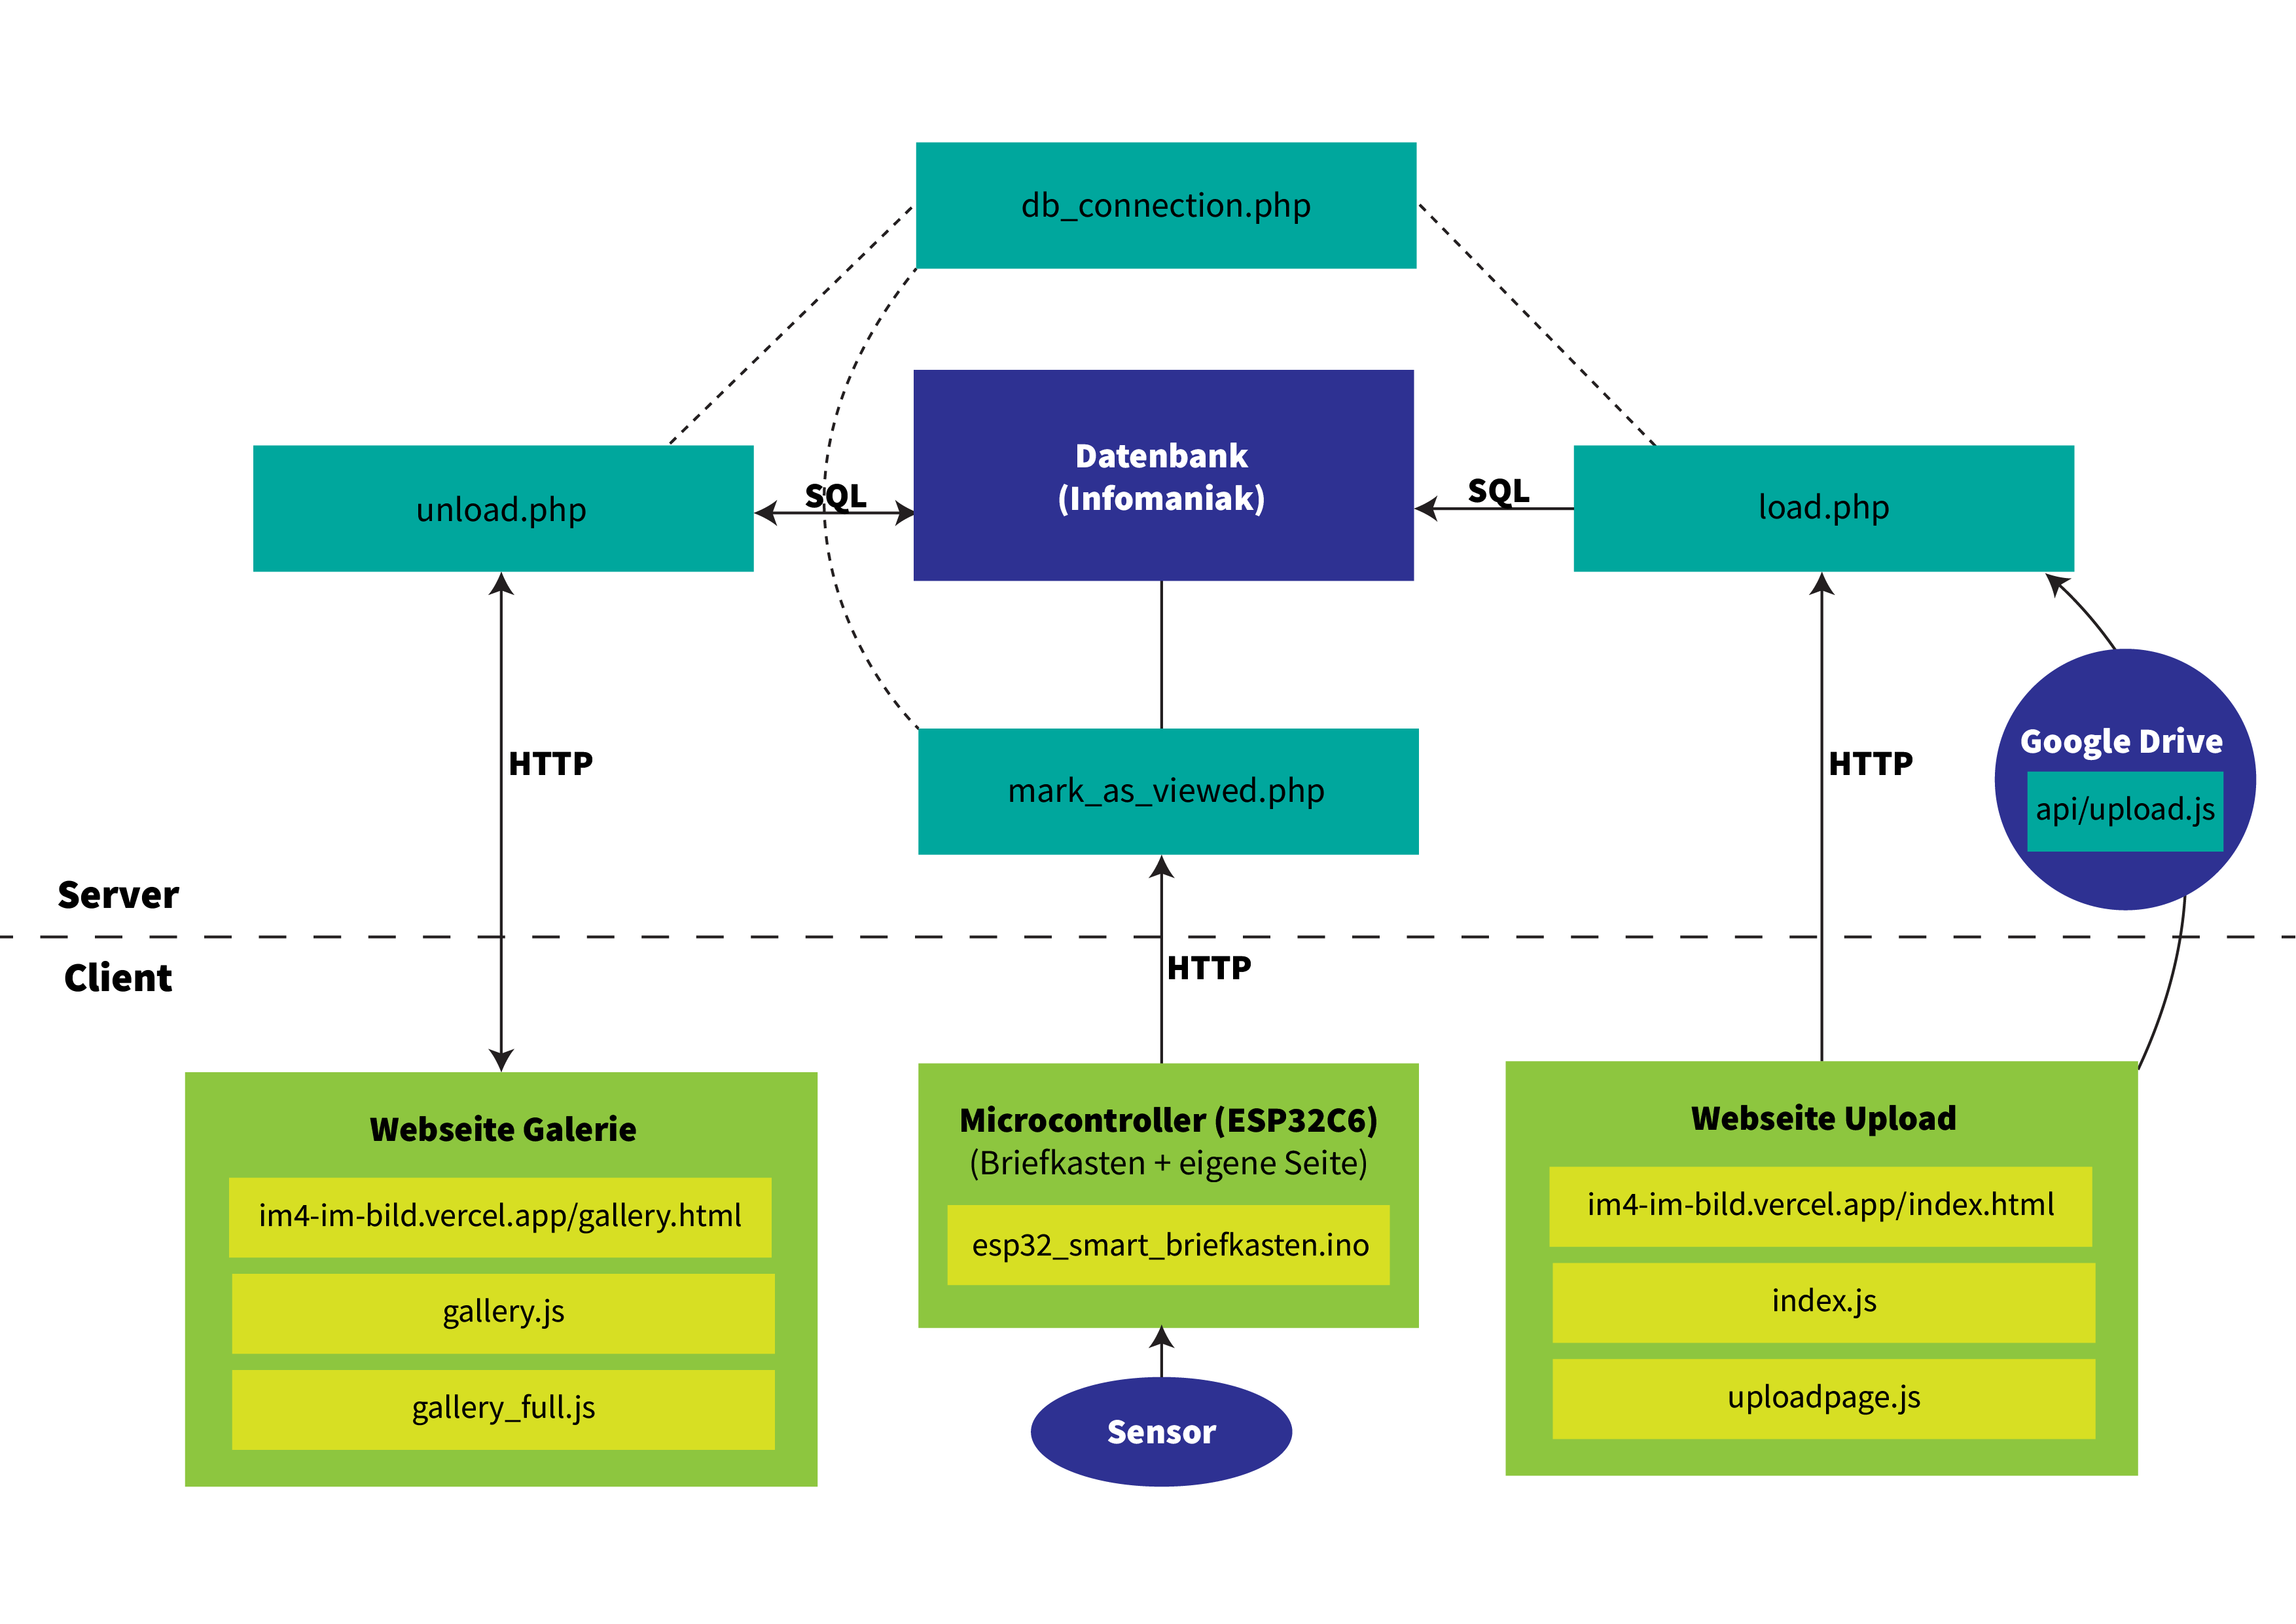 db_connection.php
Datenbank
(Infomaniak)
unload.php
SQL
SQL
load.php
HTTP
mark_as_viewed.php
HTTP
Google Drive
api/upload.js
Server
Client
HTTP
Webseite Galerie
im4-im-bild.vercel.app/gallery.html
gallery.js
gallery_full.js
Microcontroller (ESP32C6)
(Briefkasten + eigene Seite)
esp32_smart_briefkasten.ino
Sensor
Webseite Upload
im4-im-bild.vercel.app/index.html
index.js
uploadpage.js